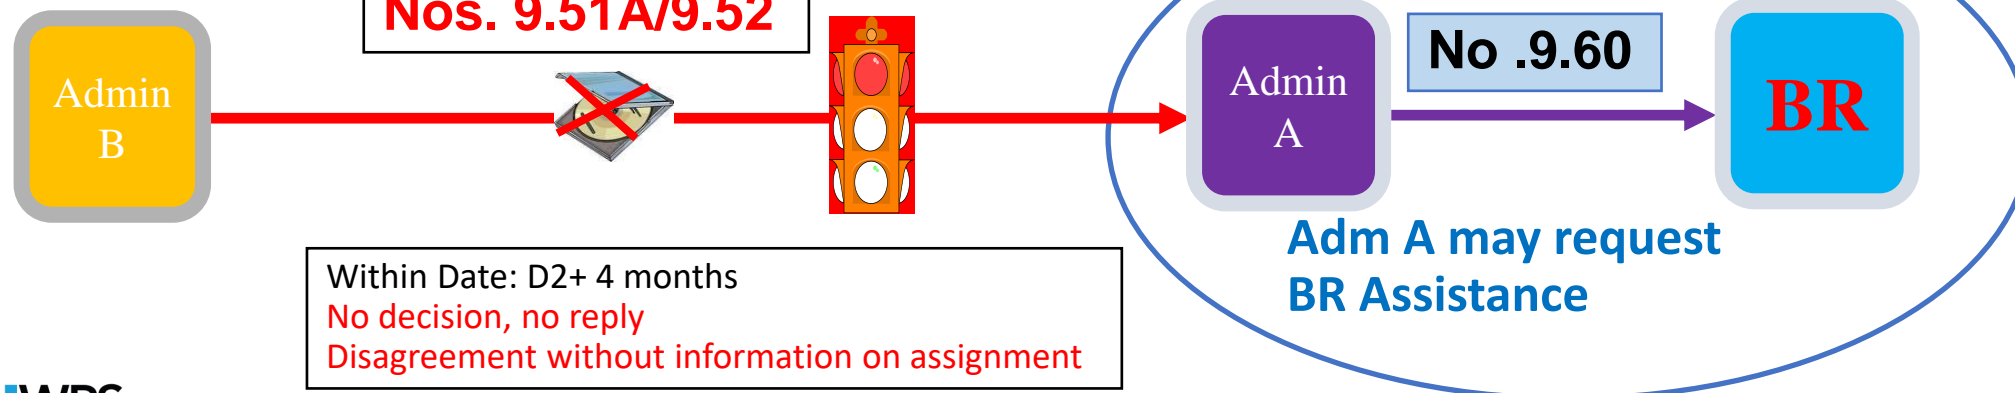 Nos. 9.51A/9.52
Admin
B
Admin
A
No .9.60
BR
Adm A may request
BR Assistance
Within Date: D2+ 4 months
No decision, no reply
Disagreement without information on assignment